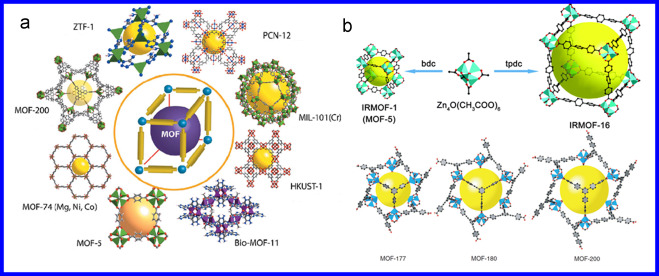 a
ZTF-1
PCN-12
MOF-200
MIL-101(Cr)
MOF
MOF-74 (Mg, Ni, Co)
HKUST-1
MOF-5
Bio-MOF-11
b
bdc
tpdc
IRMOF-1
(MOF-5)
Zn4O(CH3COO)6
IRMOF-16
MOF-177
MOF-180
MOF-200